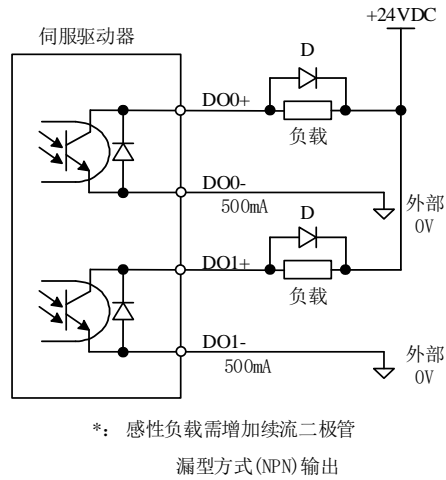 +24VDC
伺服驱动器
D
DO0+
负载
DO0-
500mA
外部
0V
D
DO1+
负载
DO1-
500mA
外部
0V
*: 感性负载需增加续流二极管
漏型方式(NPN)输出